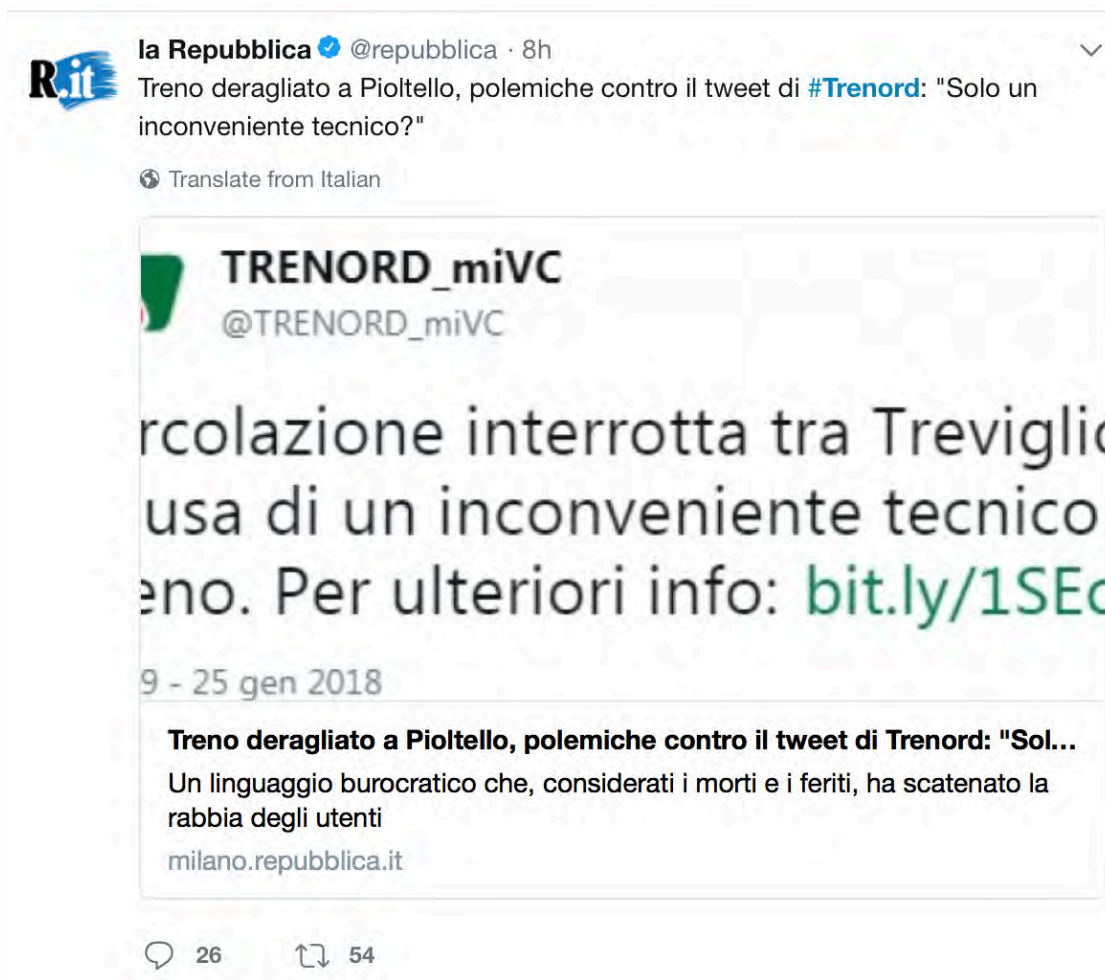 R.it
la Repubblica @repubblica · 8h
Treno deragliato a Pioltello, polemiche contro il tweet di #Trenord: "Solo un
inconveniente tecnico?"
Translate from Italian
TRENORD_miVC
@TRENORD_miVC
rcolazione interrotta tra Treviglio
usa di un inconveniente tecnico
eno. Per ulteriori info: bit.ly/1SEc
9 - 25 gen 2018
Treno deragliato a Pioltello, polemiche contro il tweet di Trenord: "Sol...
Un linguaggio burocratico che, considerati i morti e i feriti, ha scatenato la
rabbia degli utenti
milano.repubblica.it
26 54